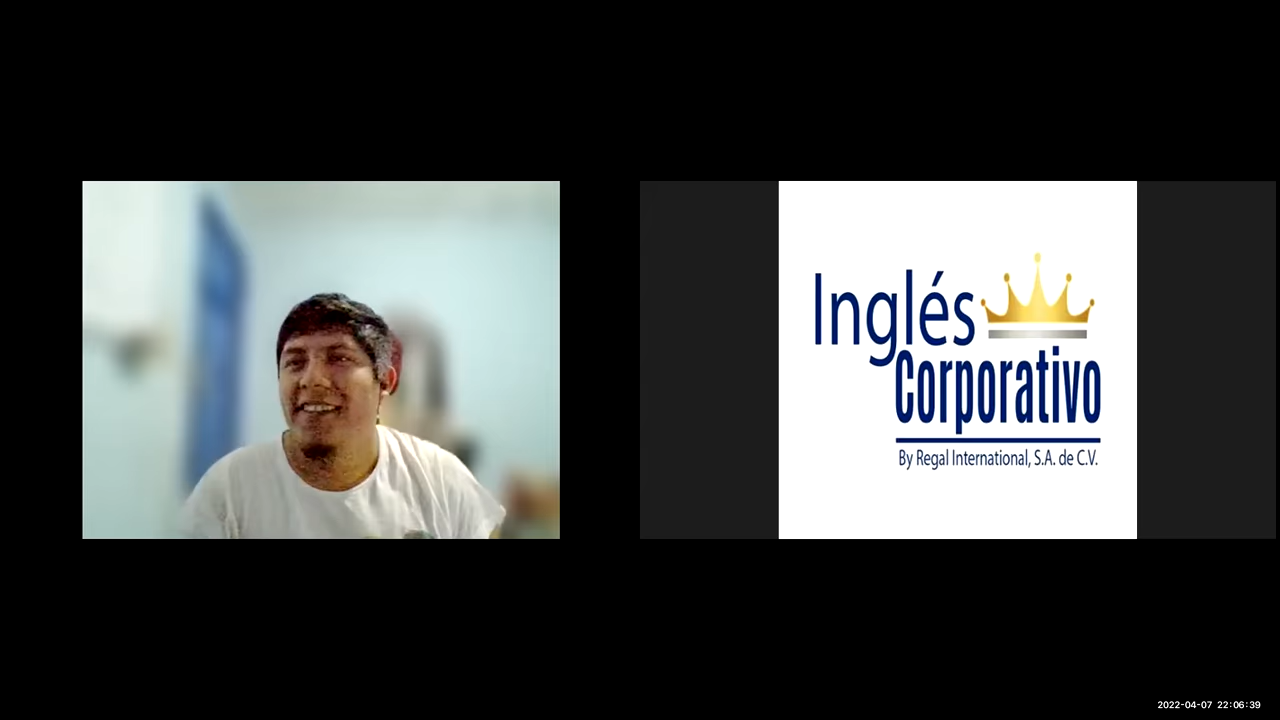 Inglés
Corporativo
By Regal International, S.A. de C.V.
2022-04-07 22:06:39